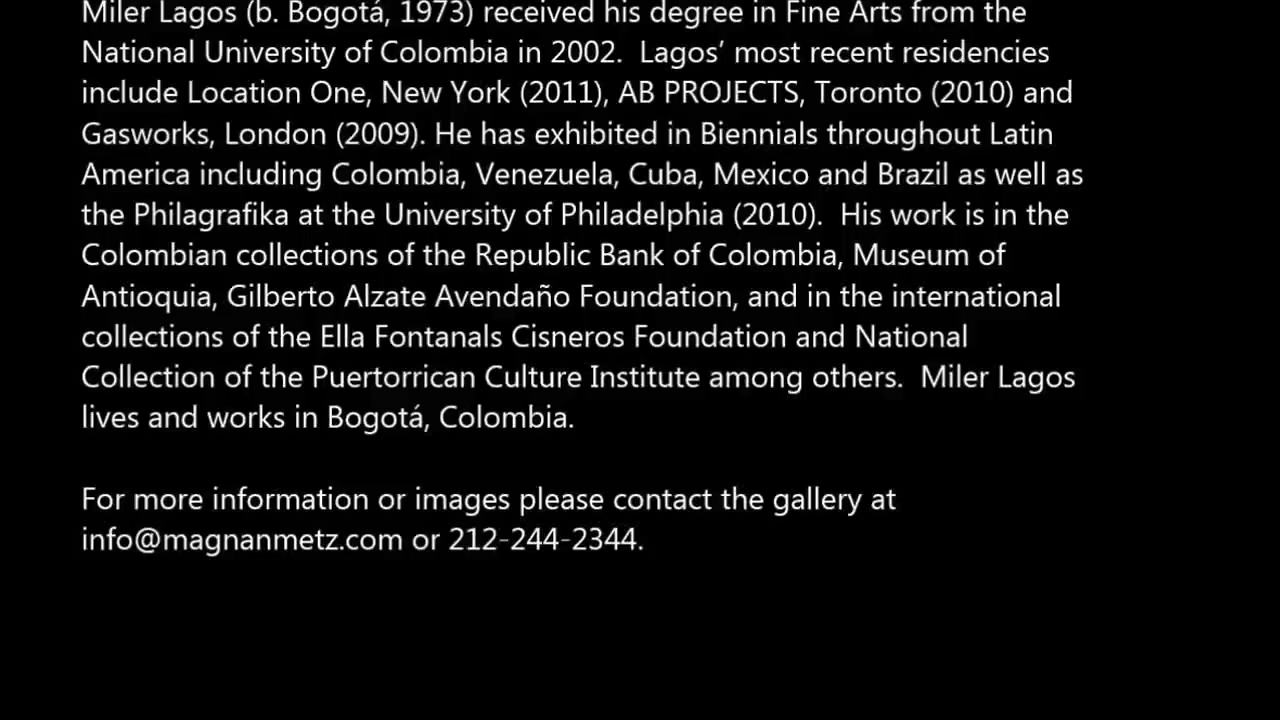 Miler Lagos (b. Bogotá, 1973) received his degree in Fine Arts from the
National University of Colombia in 2002.  Lagos’ most recent residencies
include Location One, New York (2011), AB PROJECTS, Toronto (2010) and
Gasworks, London (2009). He has exhibited in Biennials throughout Latin
America including Colombia, Venezuela, Cuba, Mexico and Brazil as well as
the Philagrafika at the University of Philadelphia (2010).  His work is in the
Colombian collections of the Republic Bank of Colombia, Museum of
Antioquia, Gilberto Alzate Avendaño Foundation, and in the international
collections of the Ella Fontanals Cisneros Foundation and National
Collection of the Puertorrican Culture Institute among others.  Miler Lagos
lives and works in Bogotá, Colombia.
For more information or images please contact the gallery at
info@magnanmetz.com or 212-244-2344.